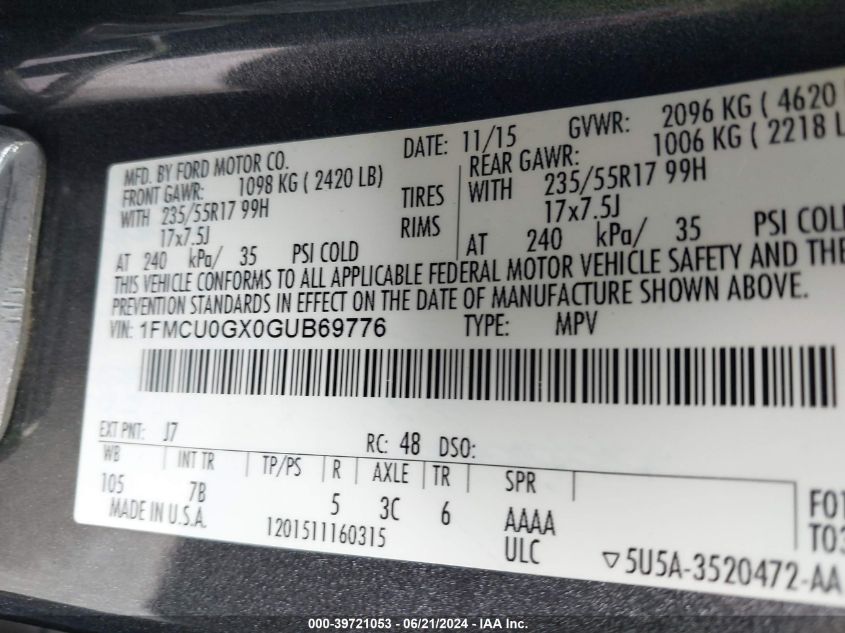 MFD. BY FORD MOTOR CO. DATE: 11/15 GVWR: 2096 KG ( 4620
FRONT GAWR: 1098 KG ( 2420 LB) REAR GAWR: 1006 KG ( 2218 L
WITH 235/55R17 99H TIRES WITH 235/55R17 99H
17x7.5J RIMS 17x7.5J
AT 240 kPa/ 35 PSI COLD AT 240 kPa/ 35 PSI COLD
THIS VEHICLE CONFORMS TO ALL APPLICABLE FEDERAL MOTOR VEHICLE SAFETY AND THE
PREVENTION STANDARDS IN EFFECT ON THE DATE OF MANUFACTURE SHOWN ABOVE.
VIN: 1FMCU0GX0GUB69776 TYPE: MPV
EXT PNT: J7 RC: 48 DSO:
WB INT TR TP/PS R AXLE TR SPR
105 7B 5 3C 6 AAAA F01
MADE IN U.S.A. 1201511160315 ULC T03
▽5U5A-3520472-AA
000-39721053 - 06/21/2024 - IAA Inc.